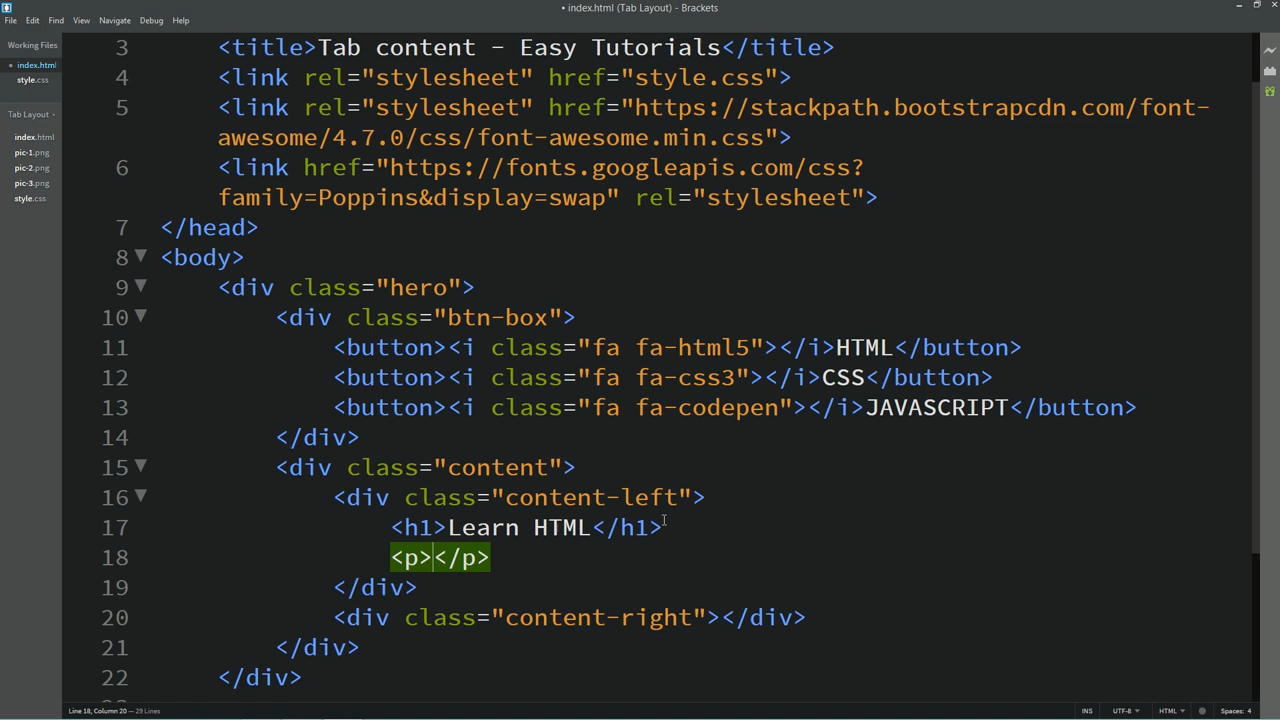 • index.html (Tab Layout) - Brackets
File Edit Find View Navigate Debug Help
Working Files
• index.html
style.css
Tab Layout
index.html
pic-1.png
pic-2.png
pic-3.png
style.css
3 <title>Tab content - Easy Tutorials</title>
4 <link rel="stylesheet" href="style.css">
5 <link rel="stylesheet" href="https://stackpath.bootstrapcdn.com/font-
awesome/4.7.0/css/font-awesome.min.css">
6 <link href="https://fonts.googleapis.com/css?
family=Poppins&display=swap" rel="stylesheet">
7 </head>
8 <body>
9 <div class="hero">
10 <div class="btn-box">
11 <button><i class="fa fa-html5"></i>HTML</button>
12 <button><i class="fa fa-css3"></i>CSS</button>
13 <button><i class="fa fa-codepen"></i>JAVASCRIPT</button>
14 </div>
15 <div class="content">
16 <div class="content-left">
17 <h1>Learn HTML</h1>
18 <p></p>
19 </div>
20 <div class="content-right"></div>
21 </div>
22 </div>
Line 18, Column 20 — 29 Lines
INS UTF-8 HTML Spaces: 4